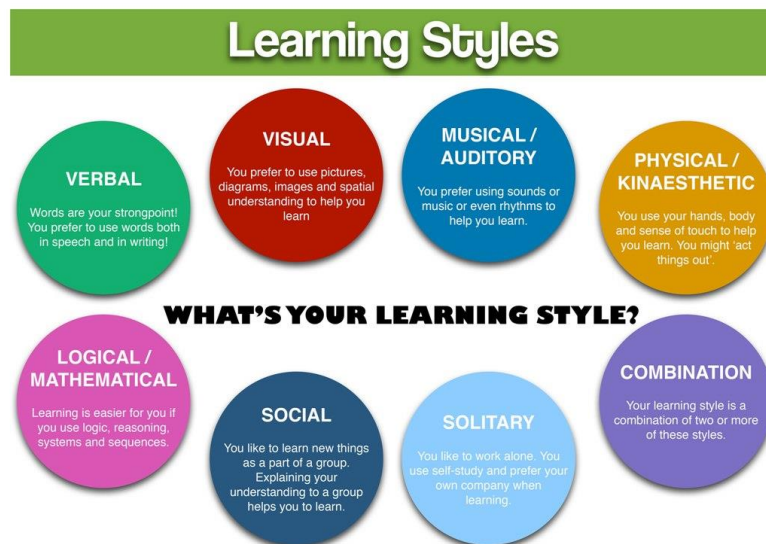 Learning Styles
VERBAL
Words are your strongpoint!
You prefer to use words both
in speech and in writing!
VISUAL
You prefer to use pictures,
diagrams, images and spatial
understanding to help you
learn
MUSICAL /
AUDITORY
You prefer using sounds or
music or even rhythms to
help you learn.
PHYSICAL /
KINAESTHETIC
You use your hands, body
and sense of touch to help
you learn. You might 'act
things out'.
WHAT'S YOUR LEARNING STYLE?
LOGICAL /
MATHEMATICAL
Learning is easier for you if
you use logic, reasoning,
systems and sequences.
SOCIAL
You like to learn new things
as a part of a group.
Explaining your
understanding to a group
helps you to learn.
SOLITARY
You like to work alone. You
use self-study and prefer your
own company when
learning.
COMBINATION
Your learning style is a
combination of two or more
of these styles.